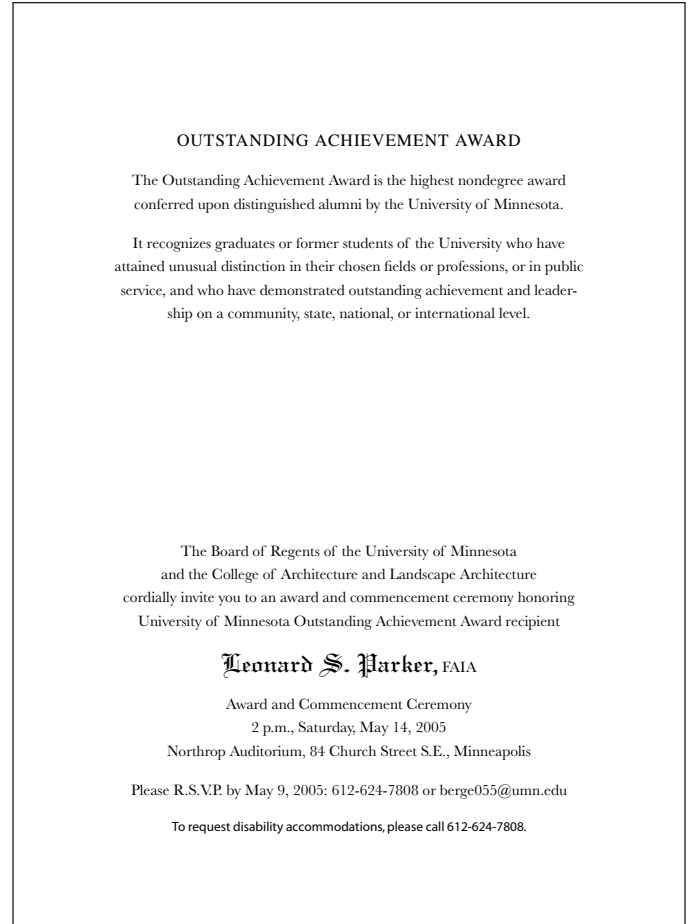 OUTSTANDING ACHIEVEMENT AWARD
The Outstanding Achievement Award is the highest nondegree award
conferred upon distinguished alumni by the University of Minnesota.
It recognizes graduates or former students of the University who have
attained unusual distinction in their chosen fields or professions, or in public
service, and who have demonstrated outstanding achievement and leader-
ship on a community, state, national, or international level.
The Board of Regents of the University of Minnesota
and the College of Architecture and Landscape Architecture
cordially invite you to an award and commencement ceremony honoring
University of Minnesota Outstanding Achievement Award recipient
Leonard S. Parker, FAIA
Award and Commencement Ceremony
2 p.m., Saturday, May 14, 2005
Northrop Auditorium, 84 Church Street S.E., Minneapolis
Please R.S.V.P. by May 9, 2005: 612-624-7808 or berge055@umn.edu
To request disability accommodations, please call 612-624-7808.